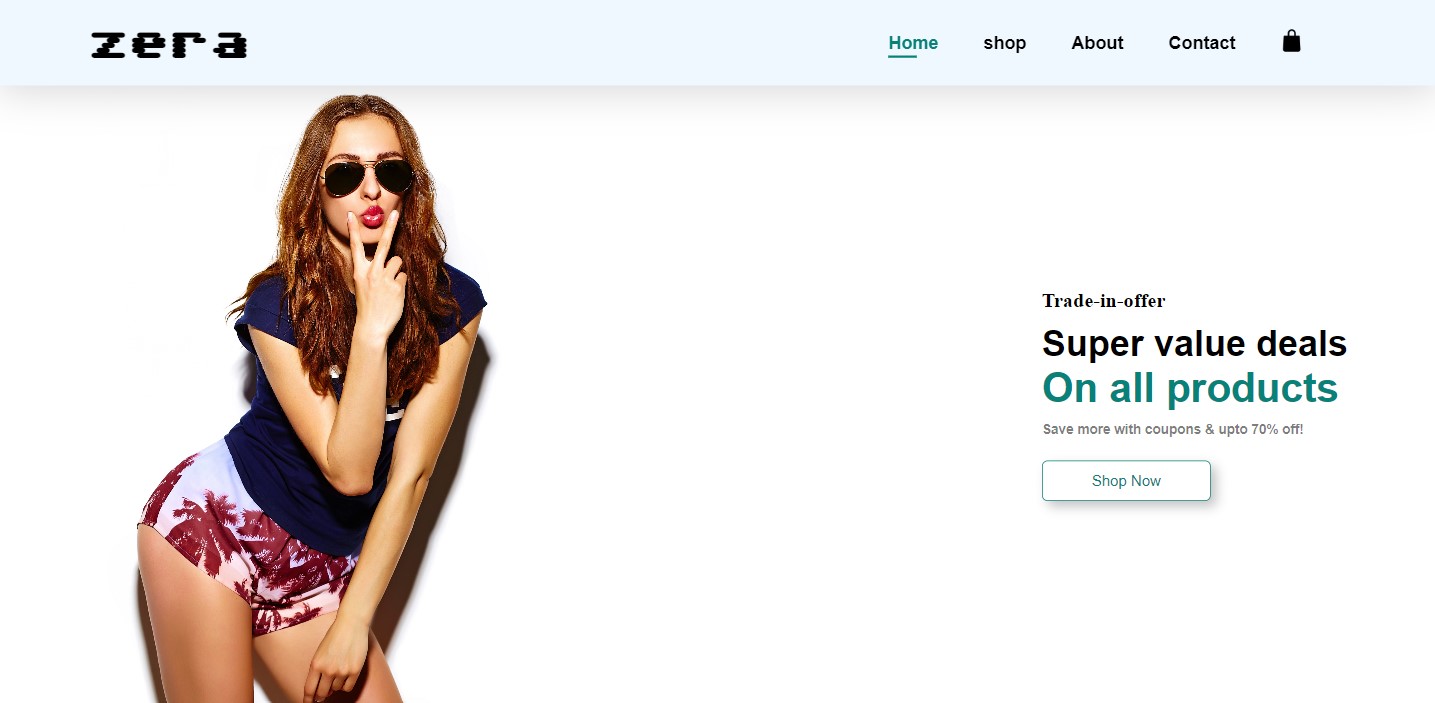 zera
Home shop About Contact
Trade-in-offer
Super value deals
On all products
Save more with coupons & upto 70% off!
Shop Now